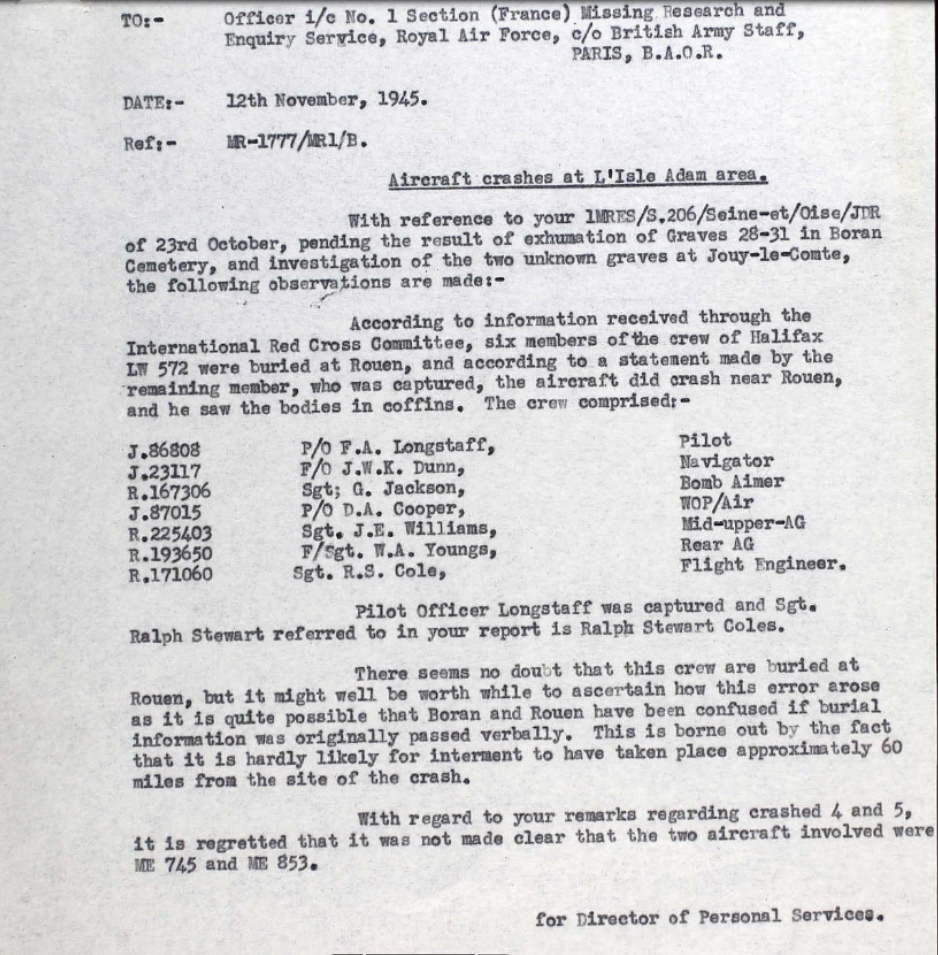 TO:- Officer i/c No. 1 Section (France) Missing Research and
Enquiry Service, Royal Air Force, c/o British Army Staff,
PARIS, B.A.O.R.
DATE:- 12th November, 1945.
Ref:- MR-1777/MR1/B.
Aircraft crashes at L'Isle Adam area.
With reference to your 1MRES/S.206/Seine-et/Oise/JDR
of 23rd October, pending the result of exhumation of Graves 28-31 in Boran
Cemetery, and investigation of the two unknown graves at Jouy-le-Comte,
the following observations are made:-
According to information received through the
International Red Cross Committee, six members of the crew of Halifax
LW 572 were buried at Rouen, and according to a statement made by the
remaining member, who was captured, the aircraft did crash near Rouen,
and he saw the bodies in coffins. The crew comprised:-
J.86808 P/O F.A. Longstaff, Pilot
J.23117 F/O J.W.K. Dunn, Navigator
R.167306 Sgt; G. Jackson, Bomb Aimer
J.87015 P/O D.A. Cooper, WOP/Air
R.225403 Sgt. J.E. Williams, Mid-upper-AG
R.193650 F/Sgt. W.A. Youngs, Rear AG
R.171060 Sgt. R.S. Cole, Flight Engineer.
Pilot Officer Longstaff was captured and Sgt.
Ralph Stewart referred to in your report is Ralph Stewart Coles.
There seems no doubt that this crew are buried at
Rouen, but it might well be worth while to ascertain how this error arose
as it is quite possible that Boran and Rouen have been confused if burial
information was originally passed verbally. This is borne out by the fact
that it is hardly likely for interment to have taken place approximately 60
miles from the site of the crash.
With regard to your remarks regarding crashed 4 and 5,
it is regretted that it was not made clear that the two aircraft involved were
ME 745 and ME 853.
for Director of Personal Services.